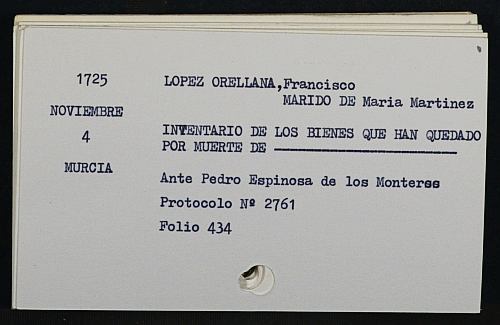 1725
NOVIEMBRE
4
MURCIA
LOPEZ ORELLANA,Francisco
MARIDO DE Maria Martinez
INVENTARIO DE LOS BIENES QUE HAN QUEDADO
POR MUERTE DE ————————————
Ante Pedro Espinosa de los Monteros
Protocolo Nº 2761
Folio 434